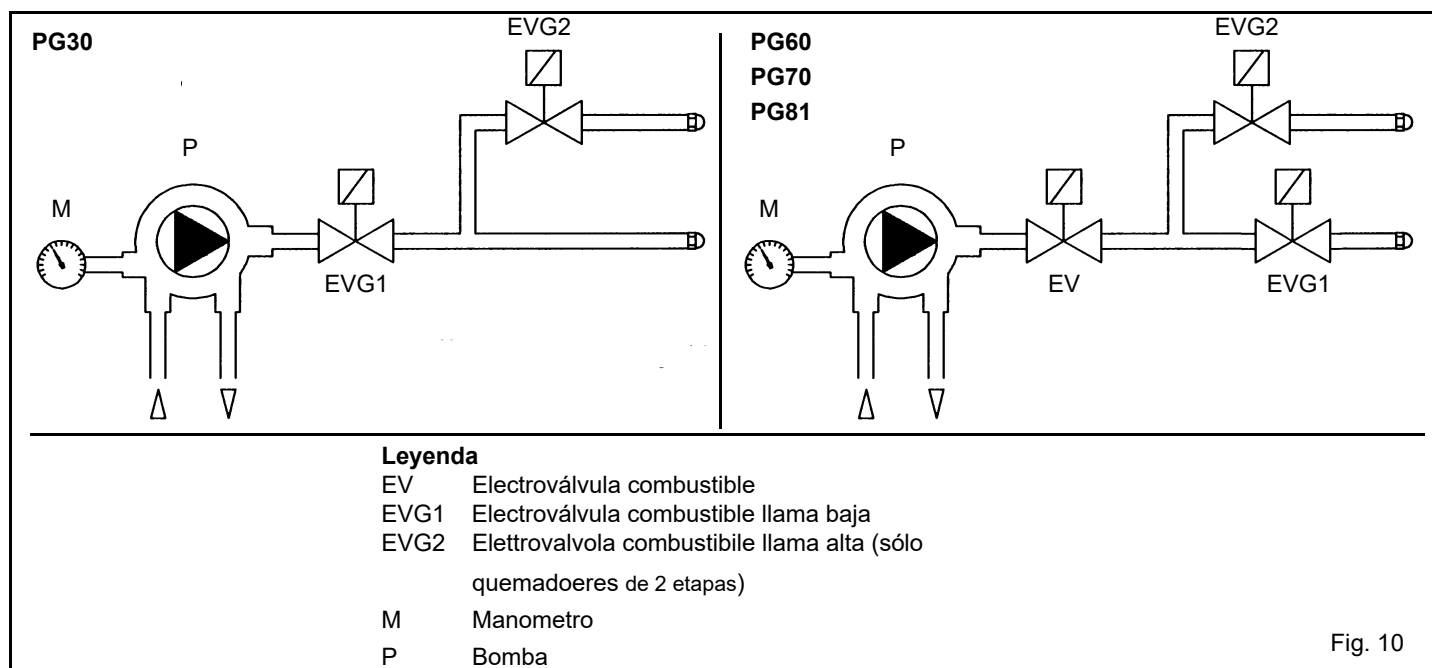 PG30
EVG2
P
M
EVG1
PG60
PG70
PG81
EVG2
P
M
EV
EVG1
Leyenda
EV Electroválvula combustible
EVG1 Electroválvula combustible llama baja
EVG2 Elettrovalvola combustibile llama alta (sólo
quemadoeres de 2 etapas)
M Manometro
P Bomba
Fig. 10